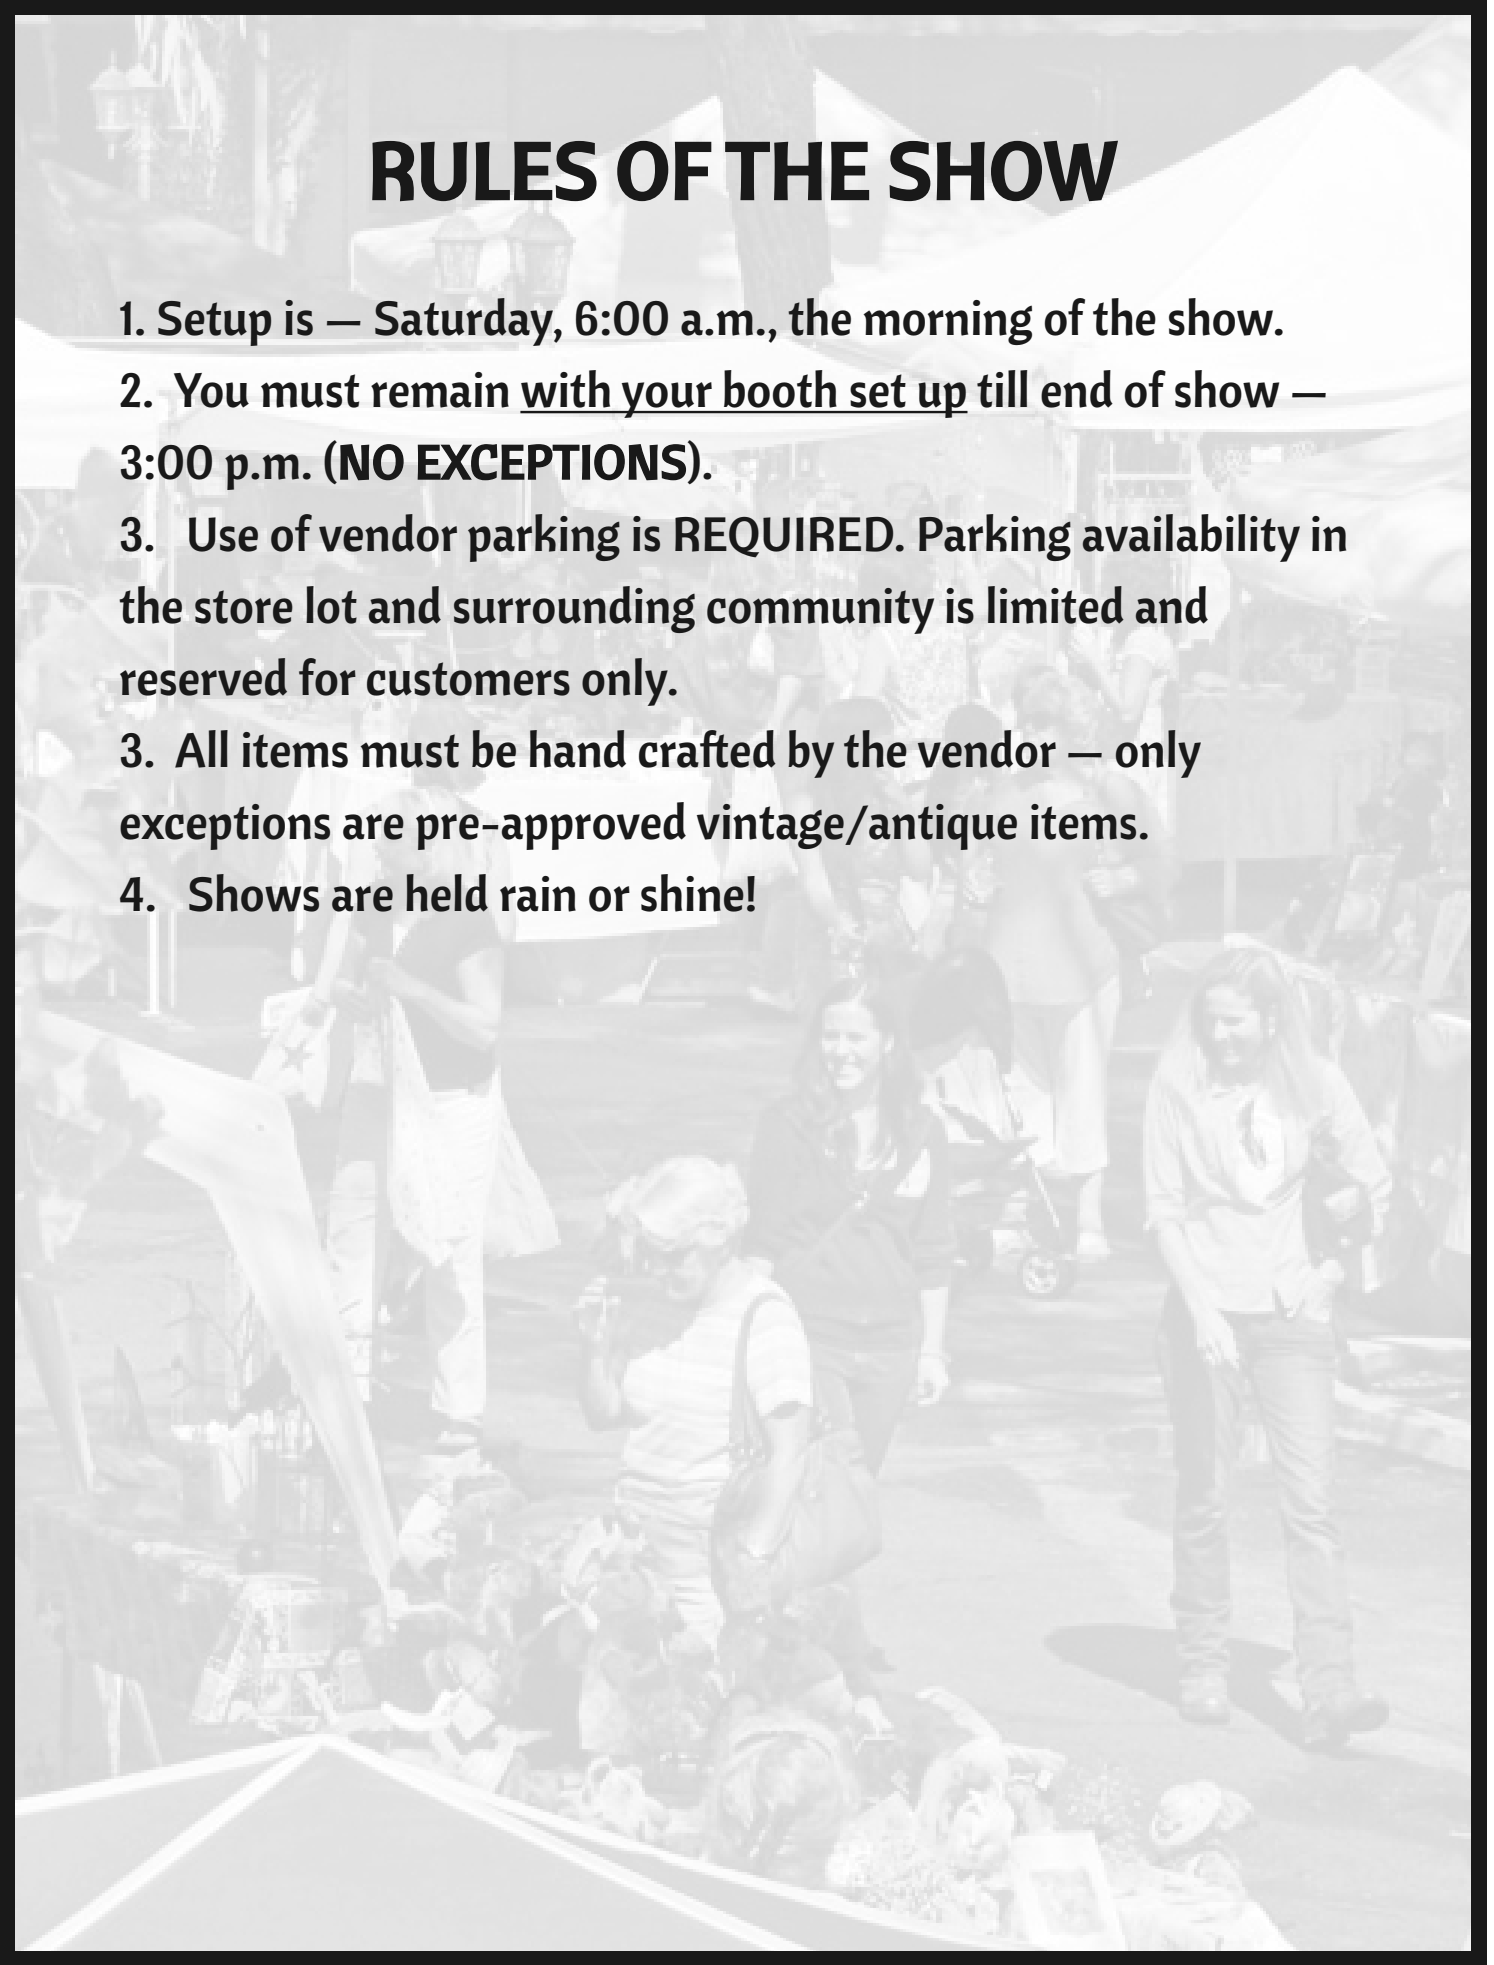 RULES OF THE SHOW
1. Setup is — Saturday, 6:00 a.m., the morning of the show.
2. You must remain with your booth set up till end of show —
3:00 p.m. (NO EXCEPTIONS).
3. Use of vendor parking is REQUIRED. Parking availability in
the store lot and surrounding community is limited and
reserved for customers only.
3. All items must be hand crafted by the vendor — only
exceptions are pre-approved vintage/antique items.
4. Shows are held rain or shine!